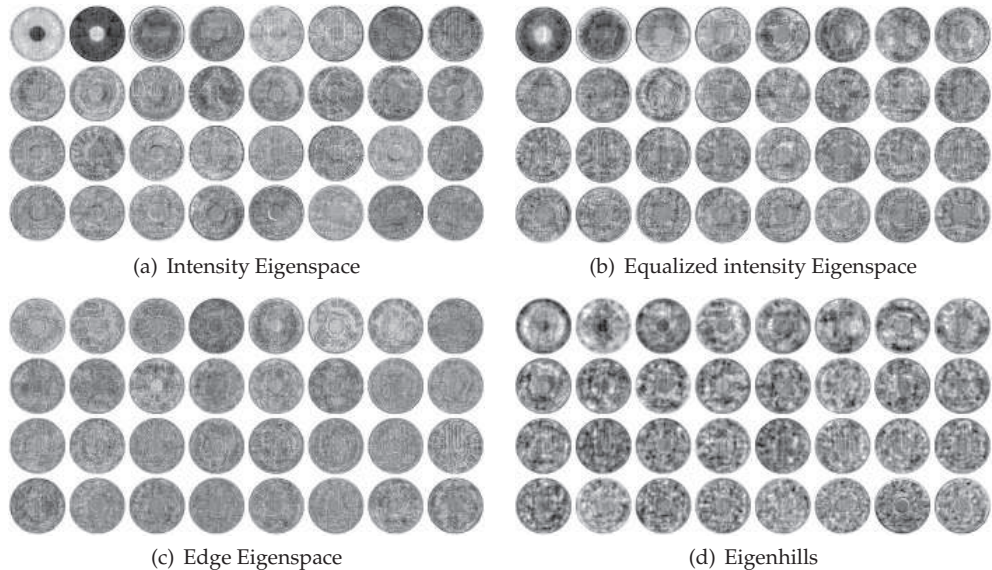 (a) Intensity Eigenspace
(b) Equalized intensity Eigenspace
(c) Edge Eigenspace
(d) Eigenhills